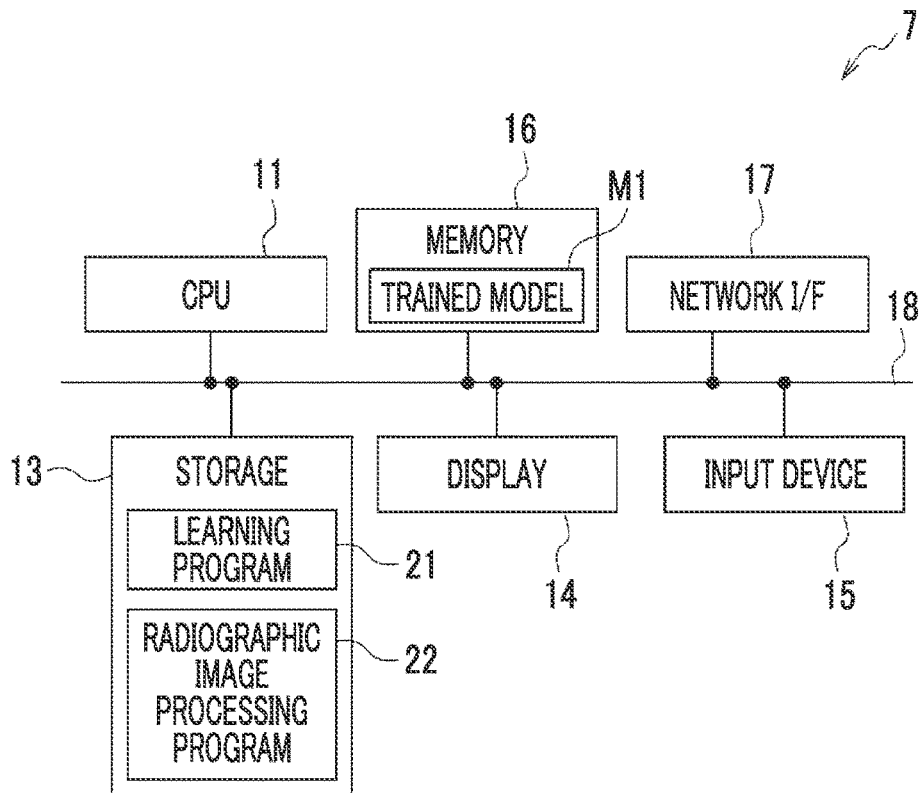 7
16
11
M1
17
MEMORY
CPU
TRAINED MODEL
NETWORK I/F
18
13
STORAGE
DISPLAY
INPUT DEVICE
LEARNING
PROGRAM
21
14
15
RADIOGRAPHIC
IMAGE
PROCESSING
PROGRAM
22